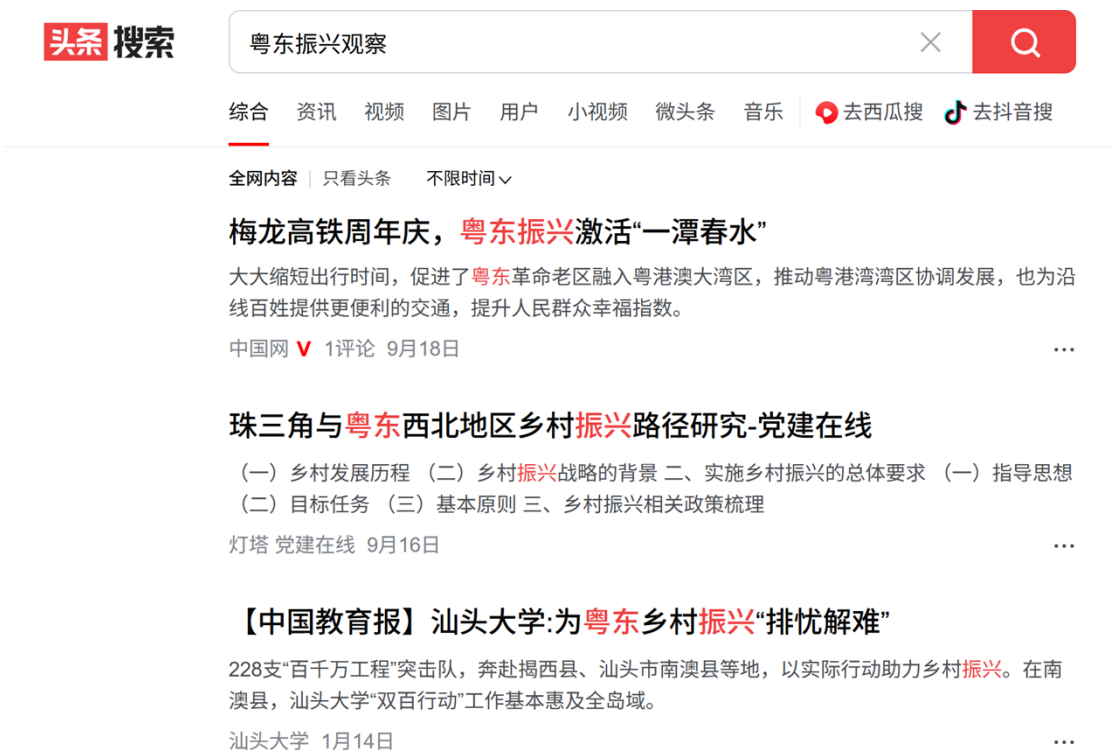 头条 搜索
粤东振兴观察
综合 资讯 视频 图片 用户 小视频 微头条 音乐 去西瓜搜 去抖音搜
全网内容 | 只看头条 不限时间
梅龙高铁周年庆，粤东振兴激活“一潭春水”
大大缩短出行时间，促进了粤东革命老区融入粤港澳大湾区，推动粤港湾湾区协调发展，也为沿
线百姓提供更便利的交通，提升人民群众幸福指数。
中国网 V 1评论 9月18日
珠三角与粤东西北地区乡村振兴路径研究-党建在线
（一）乡村发展历程 （二）乡村振兴战略的背景 二、实施乡村振兴的总体要求 （一）指导思想
（二）目标任务 （三）基本原则 三、乡村振兴相关政策梳理
灯塔 党建在线 9月16日
【中国教育报】汕头大学:为粤东乡村振兴“排忧解难”
228支“百千万工程”突击队，奔赴揭西县、汕头市南澳县等地，以实际行动助力乡村振兴。在南
澳县，汕头大学“双百行动”工作基本惠及全岛域。
汕头大学 1月14日